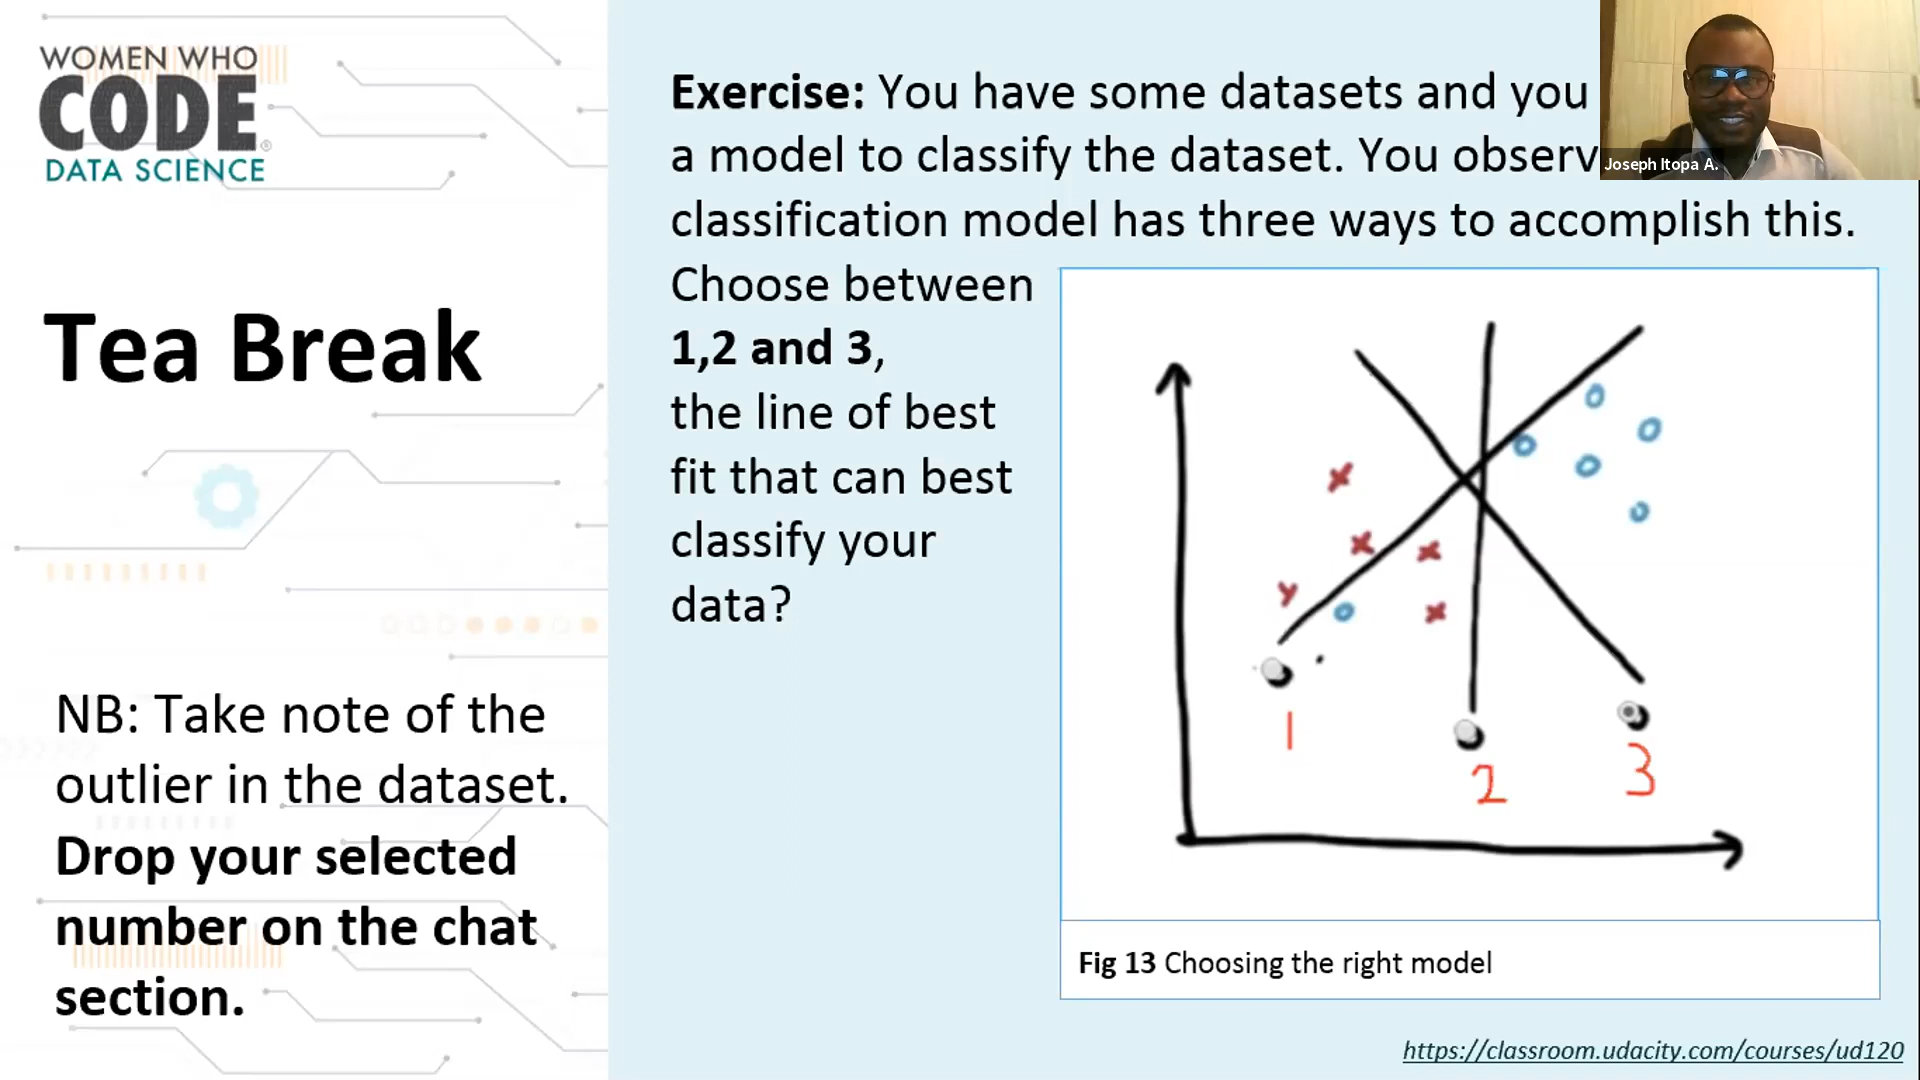 WOMEN WHO
CODE®
DATA SCIENCE
Tea Break
NB: Take note of the
outlier in the dataset.
Drop your selected
number on the chat
section.
Exercise: You have some datasets and you
a model to classify the dataset. You observ
classification model has three ways to accomplish this.
Choose between
1,2 and 3,
the line of best
fit that can best
classify your
data?
Joseph Itopa A.
1
2
3
Fig 13 Choosing the right model
https://classroom.udacity.com/courses/ud120